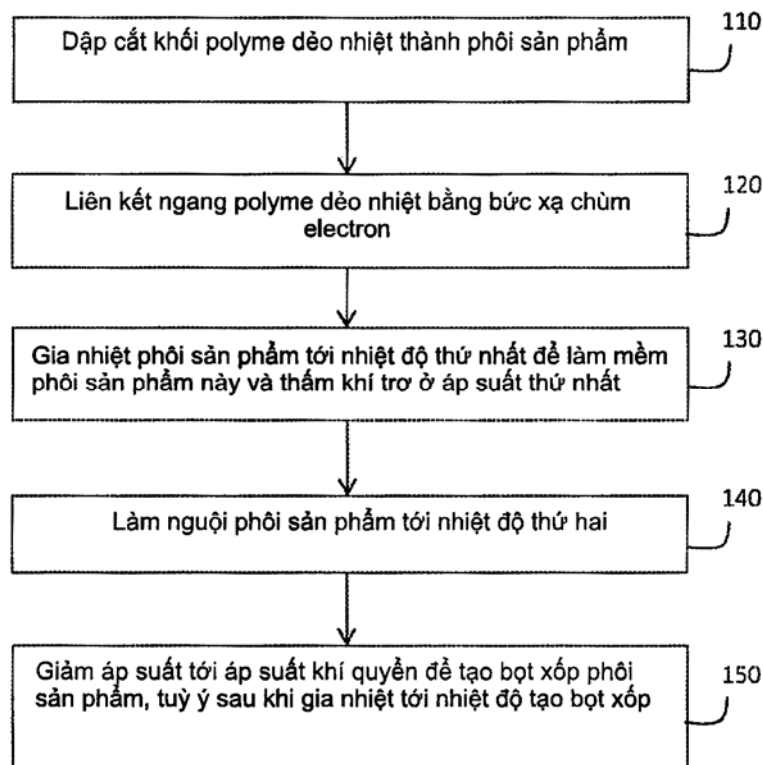 110
Dập cắt khối polyme dẻo nhiệt thành phôi sản phẩm
120
Liên kết ngang polyme dẻo nhiệt bằng bức xạ chùm
electron
130
Gia nhiệt phôi sản phẩm tới nhiệt độ thứ nhất để làm mềm
phôi sản phẩm này và thấm khí trơ ở áp suất thứ nhất
140
Làm nguội phôi sản phẩm tới nhiệt độ thứ hai
150
Giảm áp suất tới áp suất khí quyển để tạo bọt xốp phôi
sản phẩm, tuỳ ý sau khi gia nhiệt tới nhiệt độ tạo bọt xốp